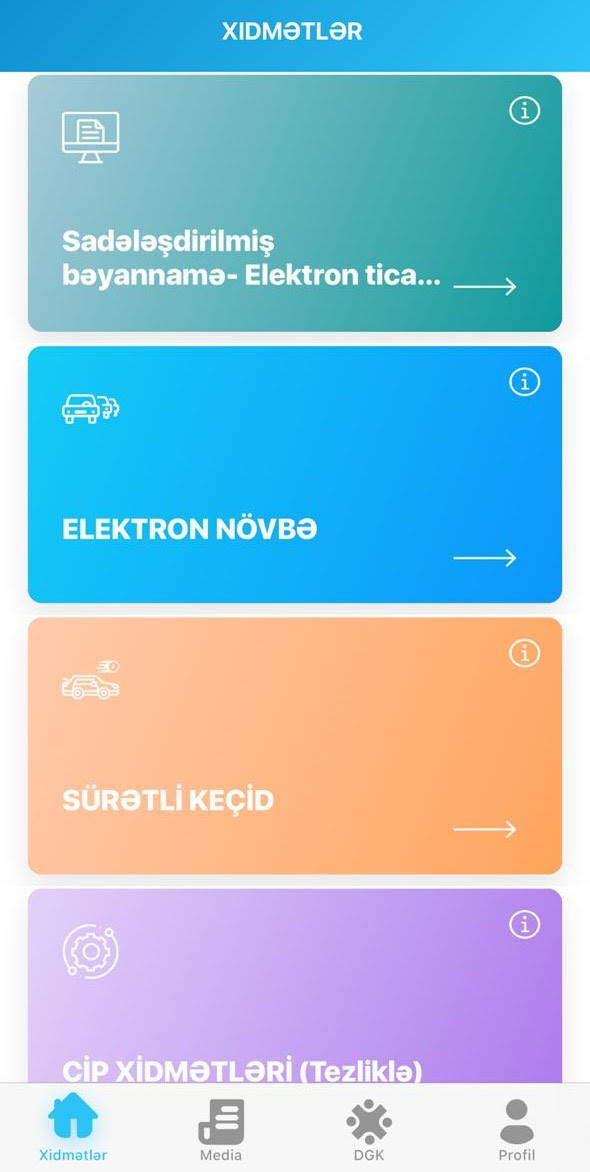 XIDMƏTLƏR
Sadələşdirilmiş
bəyannamə- Elektron tica...
ELEKTRON NÖVBƏ
SÜRƏTLİ KEÇİD
CİP XİDMƏTLƏRİ (Tezliklə)
Xidmətlər
Media
DGK
Profil